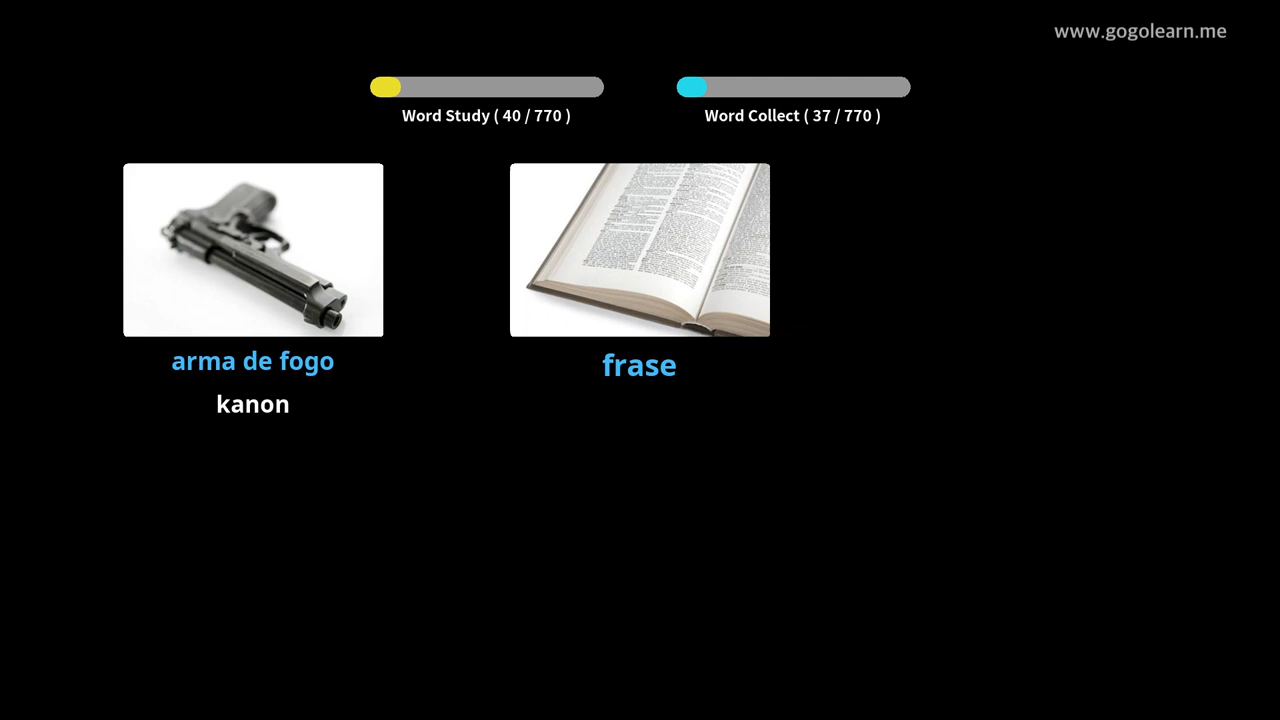 www.gogolearn.me
Word Study ( 40 / 770 )
Word Collect ( 37 / 770 )
arma de fogo
kanon
frase